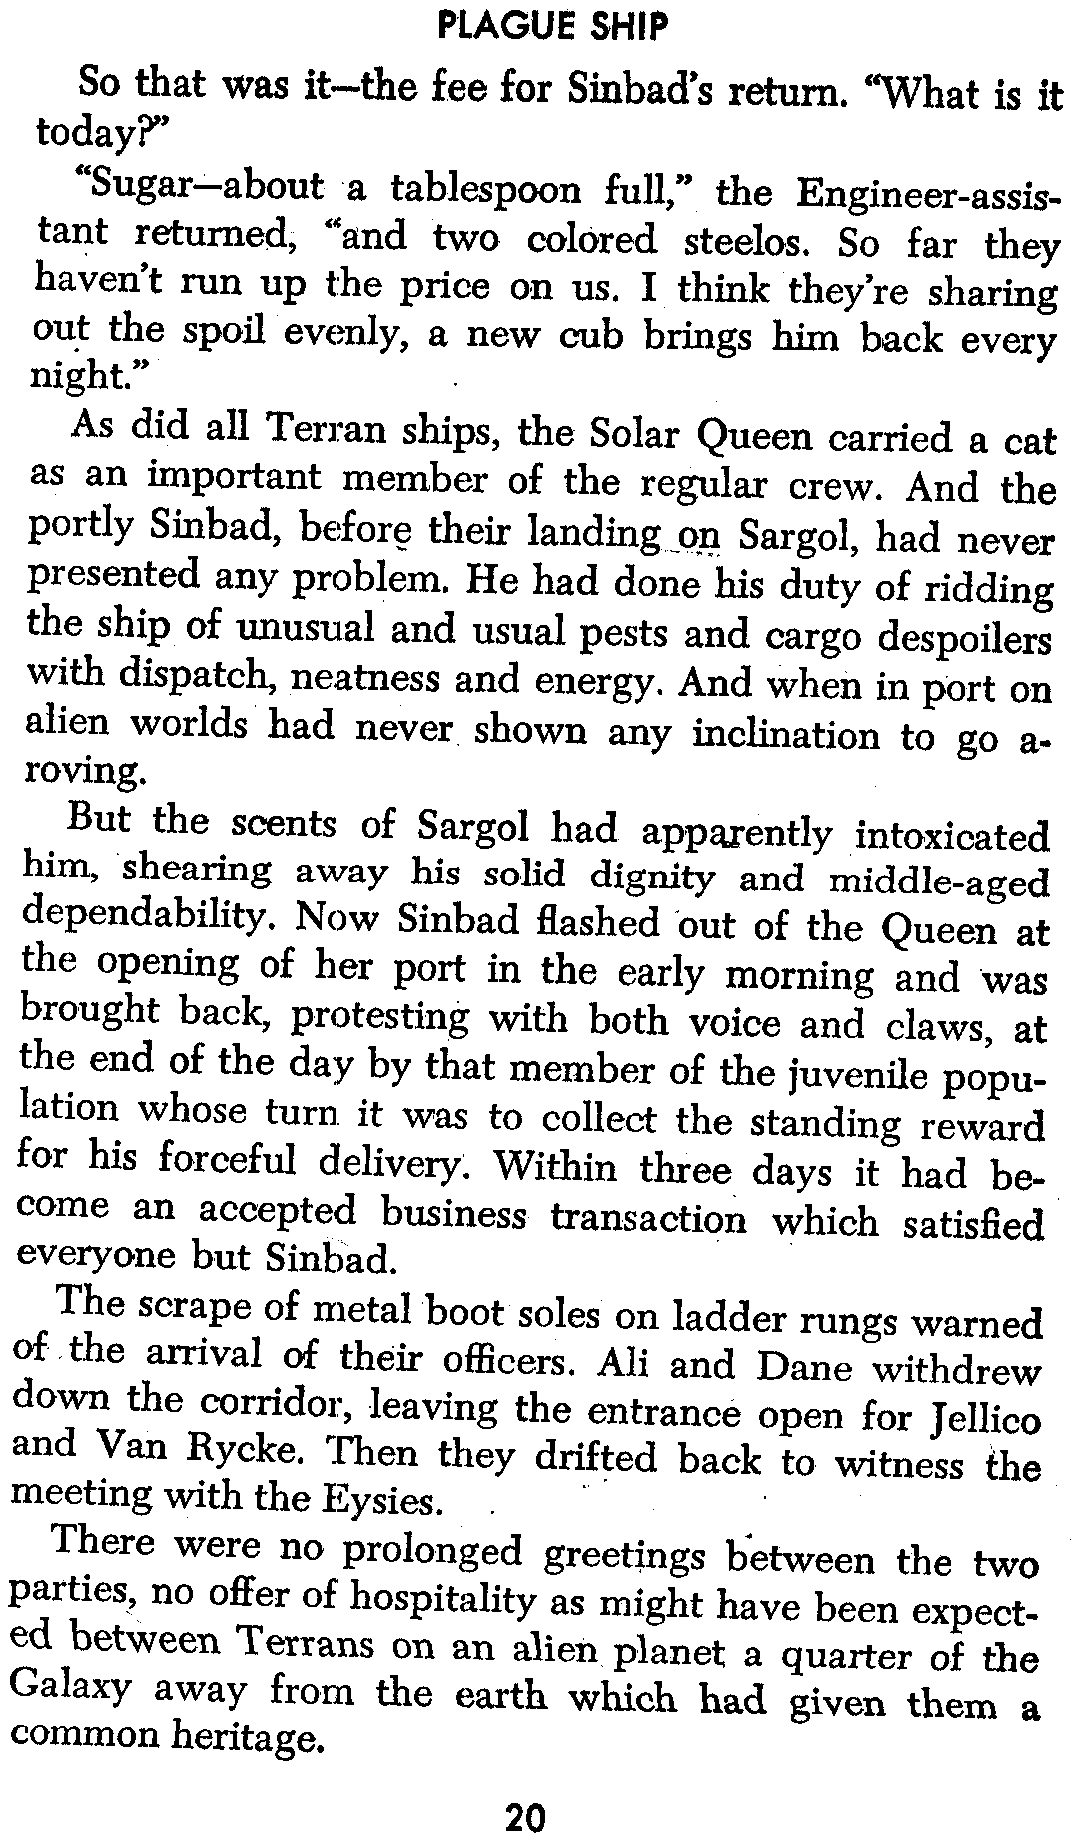 PLAGUE SHIP
So that was it—the fee for Sinbad's return. “What is it
today?”
“Sugar—about a tablespoon full,” the Engineer-assis-
tant returned, “and two colored steelos. So far they
haven't run up the price on us. I think they're sharing
out the spoil evenly, a new cub brings him back every
night.”
As did all Terran ships, the Solar Queen carried a cat
as an important member of the regular crew. And the
portly Sinbad, before their landing on Sargol, had never
presented any problem. He had done his duty of ridding
the ship of unusual and usual pests and cargo despoilers
with dispatch, neatness and energy. And when in port on
alien worlds had never shown any inclination to go a-
roving.
But the scents of Sargol had apparently intoxicated
him, shearing away his solid dignity and middle-aged
dependability. Now Sinbad flashed out of the Queen at
the opening of her port in the early morning and was
brought back, protesting with both voice and claws, at
the end of the day by that member of the juvenile popu-
lation whose turn it was to collect the standing reward
for his forceful delivery. Within three days it had be-
come an accepted business transaction which satisfied
everyone but Sinbad.
The scrape of metal boot soles on ladder rungs warned
of the arrival of their officers. Ali and Dane withdrew
down the corridor, leaving the entrance open for Jellico
and Van Rycke. Then they drifted back to witness the
meeting with the Eysies.
There were no prolonged greetings between the two
parties, no offer of hospitality as might have been expect-
ed between Terrans on an alien planet a quarter of the
Galaxy away from the earth which had given them a
common heritage.
20